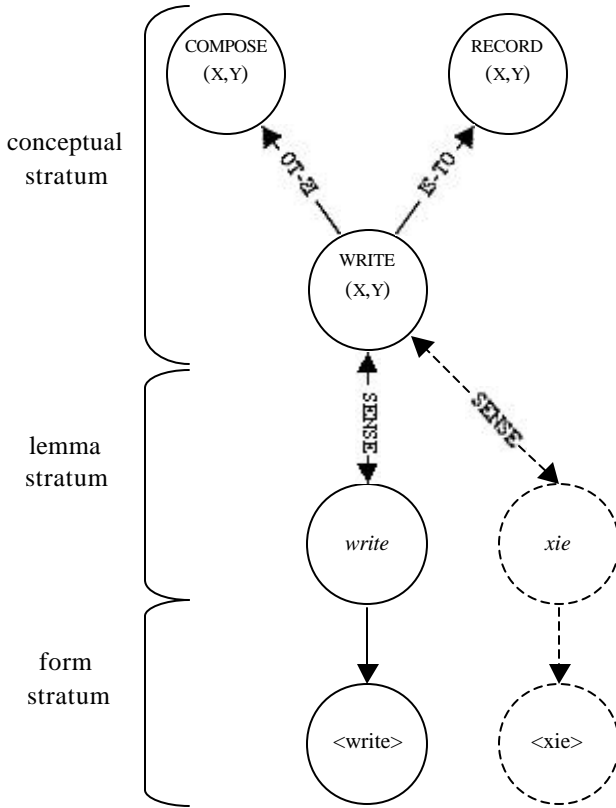 COMPOSE
(X,Y)
RECORD
(X,Y)
conceptual
stratum
IS-TO
IS-TO
WRITE
(X,Y)
SENSE
SENSE
lemma
stratum
write
xie
form
stratum
<write>
<xie>